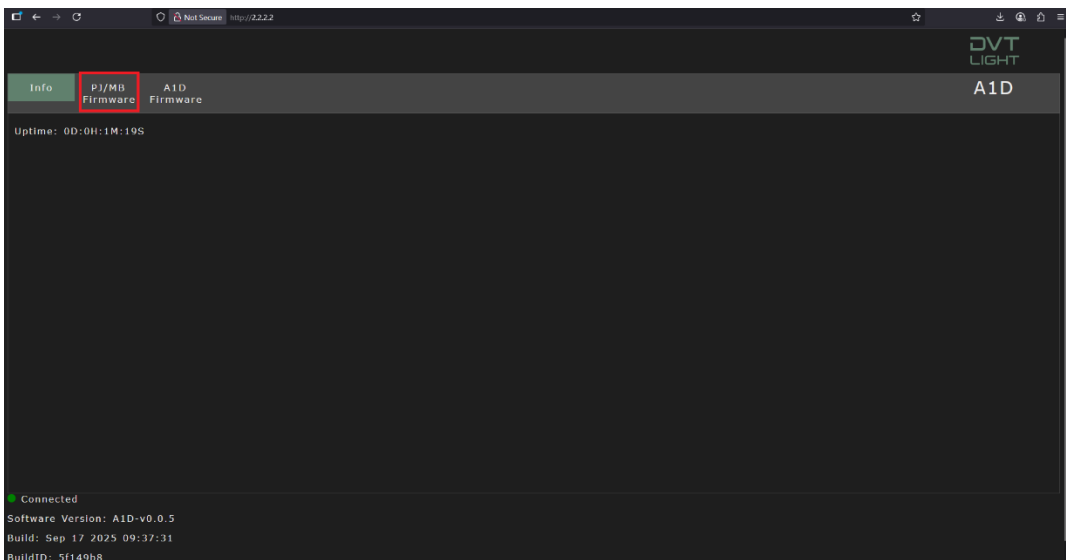 Not Secure http://2.2.2.2
DVT
LIGHT
Info
PJ/MB
Firmware
A1D
Firmware
A1D
Uptime: 0D:0H:1M:19S
Connected
Software Version: A1D-v0.0.5
Build: Sep 17 2025 09:37:31
BuildID: 5f149b8